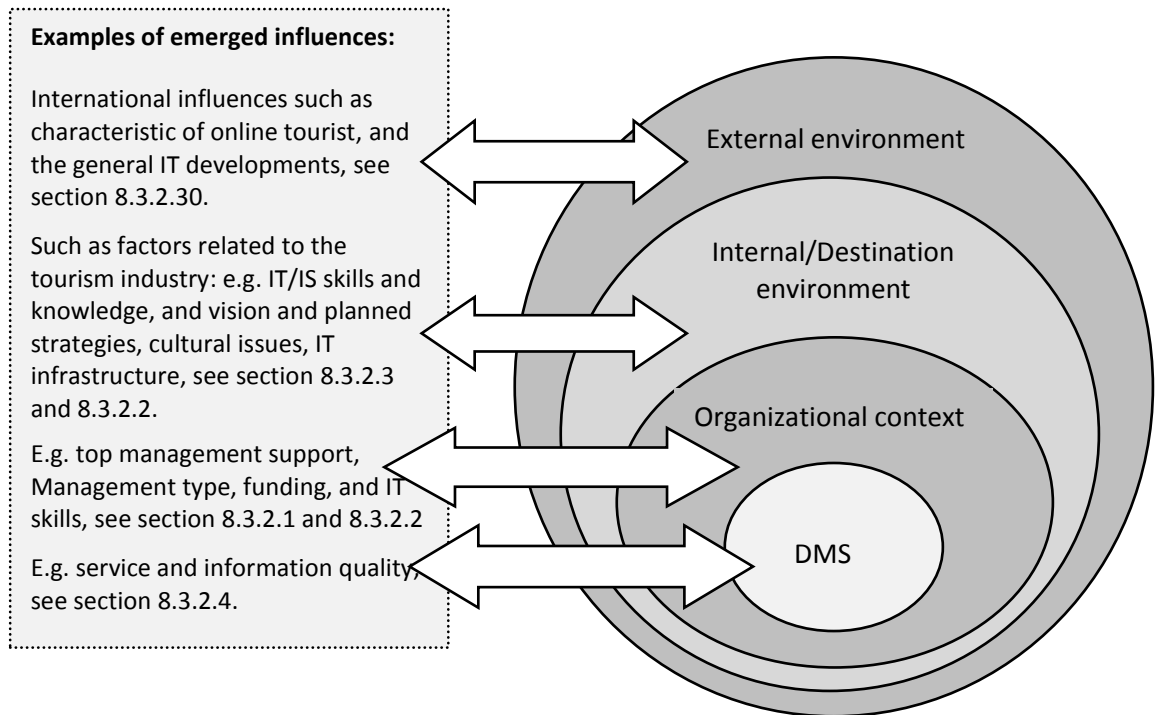 Examples of emerged influences:
International influences such as
characteristic of online tourist, and
the general IT developments, see
section 8.3.2.30.
Such as factors related to the
tourism industry: e.g. IT/IS skills and
knowledge, and vision and planned
strategies, cultural issues, IT
infrastructure, see section 8.3.2.3
and 8.3.2.2.
E.g. top management support,
Management type, funding, and IT
skills, see section 8.3.2.1 and 8.3.2.2
E.g. service and information quality,
see section 8.3.2.4.
External environment
Internal/Destination
environment
Organizational context
DMS